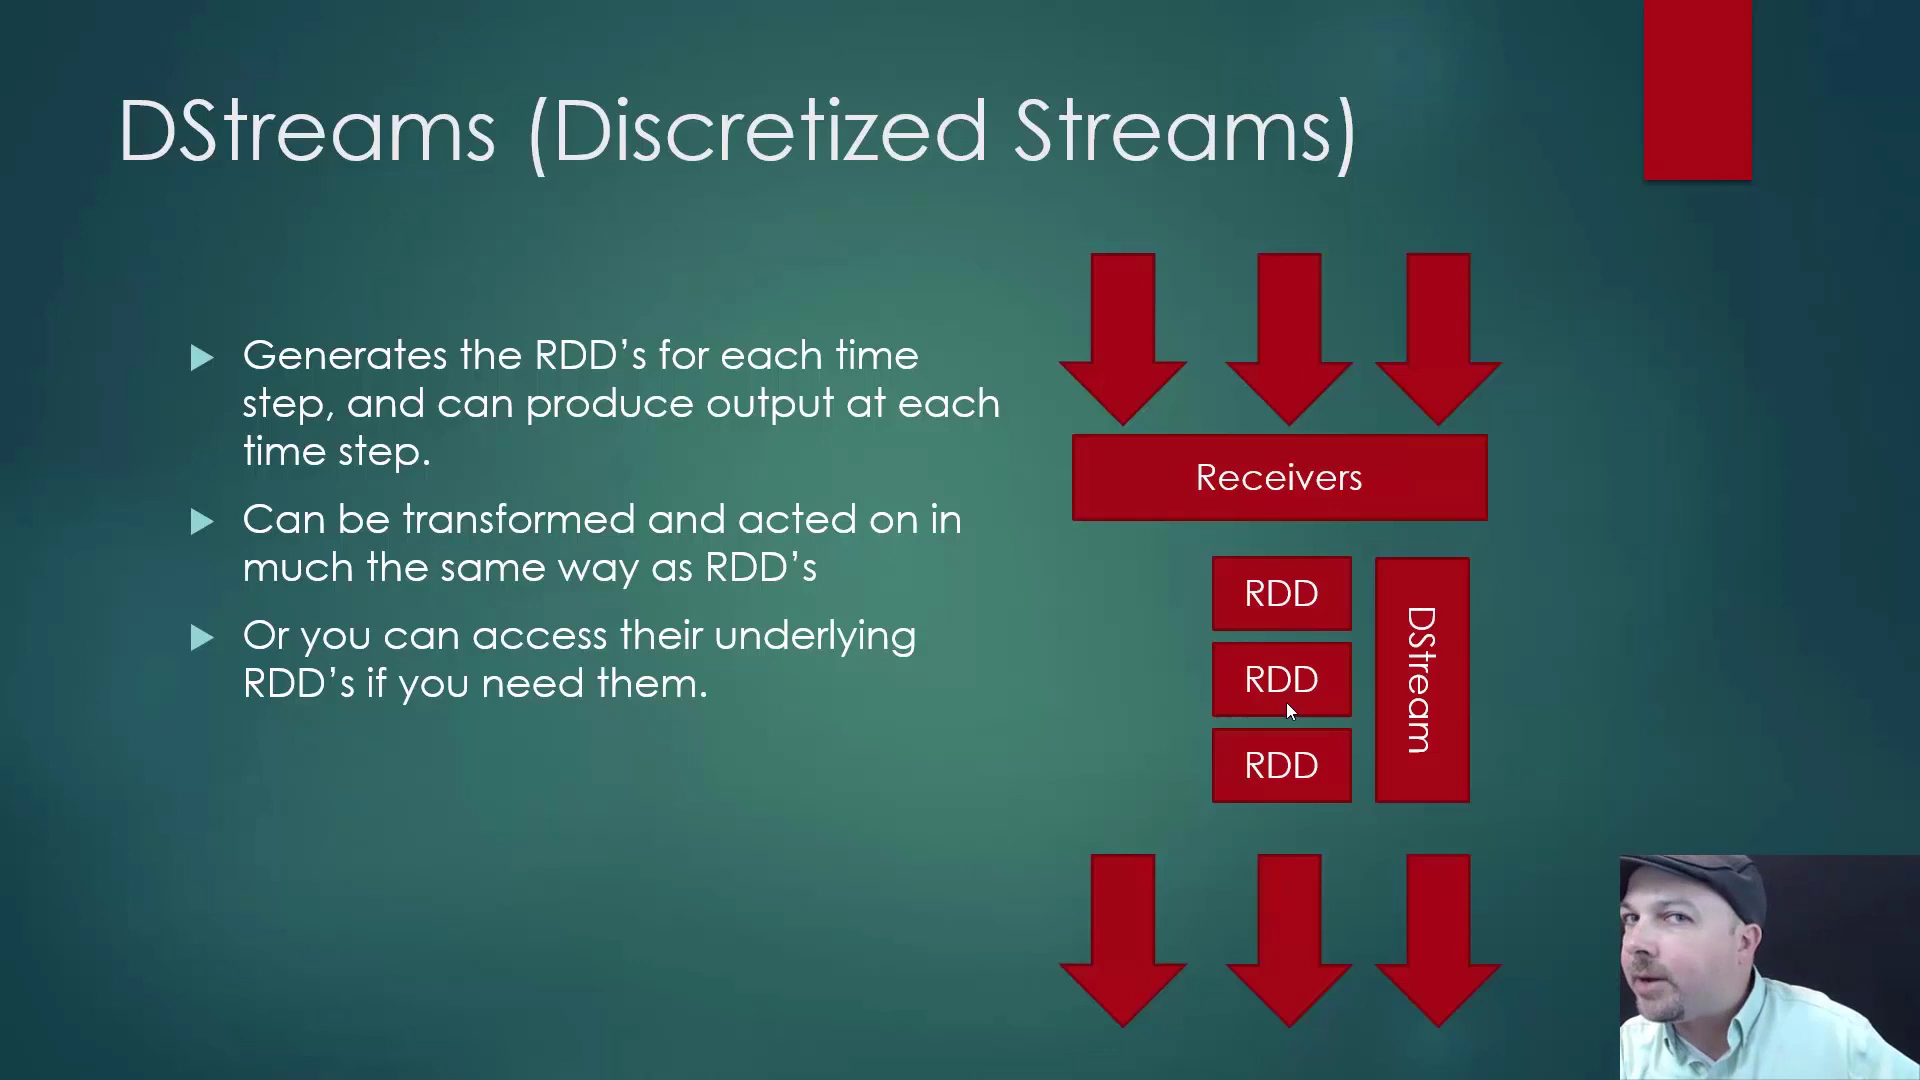 DStreams (Discretized Streams)
Generates the RDD’s for each time
step, and can produce output at each
time step.
Can be transformed and acted on in
much the same way as RDD’s
Or you can access their underlying
RDD’s if you need them.
Receivers
RDD
RDD
RDD
DStream